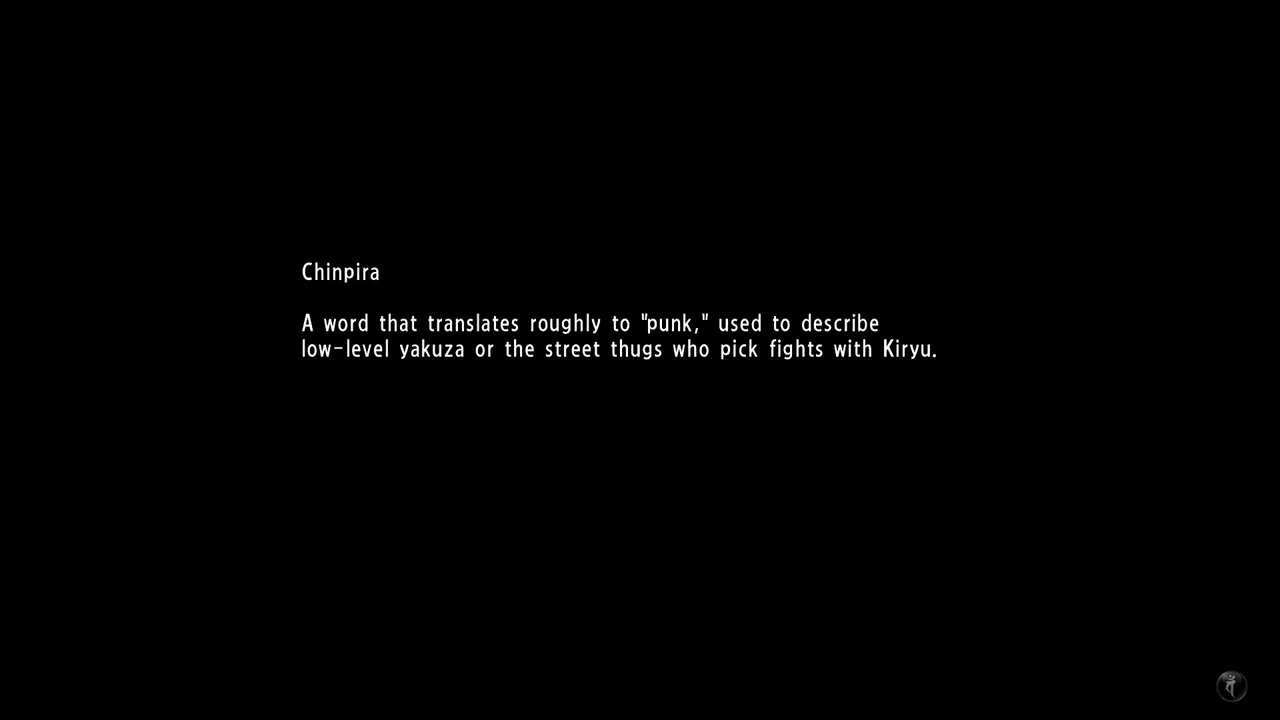 Chinpira
A word that translates roughly to "punk," used to describe
low-level yakuza or the street thugs who pick fights with Kiryu.